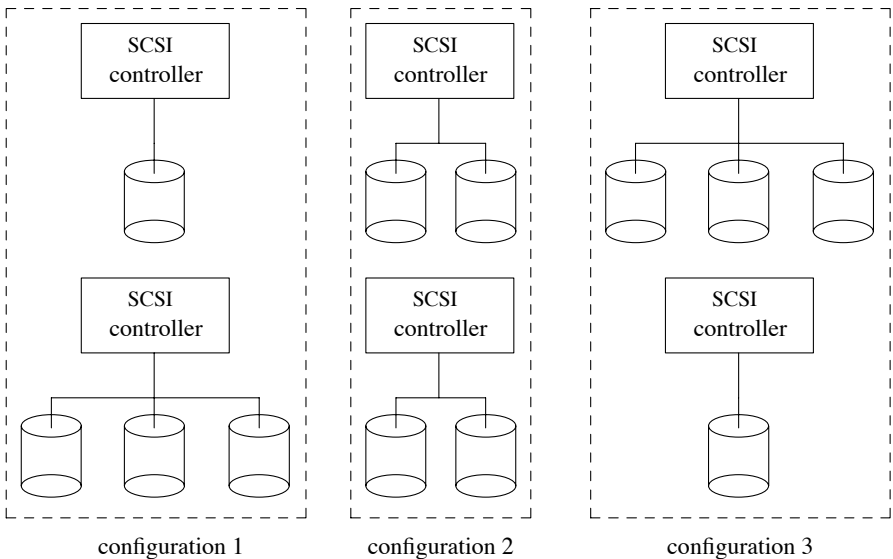 SCSI
controller
SCSI
controller
SCSI
controller
SCSI
controller
SCSI
controller
SCSI
controller
configuration 1
configuration 2
configuration 3